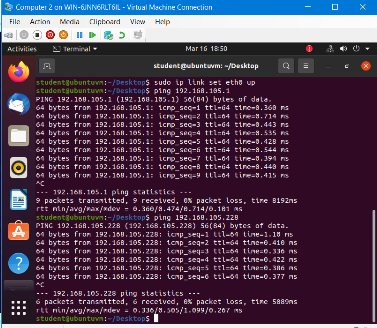 Computer 2 on WIN-6JNN6RLT6IL - Virtual Machine Connection
File Action Media Clipboard View Help
Activities Terminal Mar 16 18:50
student@ubuntuvm: ~/Desktop
student@ubuntuvm:~/Desktop$ sudo ip link set eth0 up
student@ubuntuvm:~/Desktop$ ping 192.168.105.1
PING 192.168.105.1 (192.168.105.1) 56(84) bytes of data.
64 bytes from 192.168.105.1: icmp_seq=1 ttl=64 time=0.360 ms
64 bytes from 192.168.105.1: icmp_seq=2 ttl=64 time=0.714 ms
64 bytes from 192.168.105.1: icmp_seq=3 ttl=64 time=0.443 ms
64 bytes from 192.168.105.1: icmp_seq=4 ttl=64 time=0.535 ms
64 bytes from 192.168.105.1: icmp_seq=5 ttl=64 time=0.428 ms
64 bytes from 192.168.105.1: icmp_seq=6 ttl=64 time=0.544 ms
64 bytes from 192.168.105.1: icmp_seq=7 ttl=64 time=0.394 ms
64 bytes from 192.168.105.1: icmp_seq=8 ttl=64 time=0.440 ms
64 bytes from 192.168.105.1: icmp_seq=9 ttl=64 time=0.415 ms
^C
--- 192.168.105.1 ping statistics ---
9 packets transmitted, 9 received, 0% packet loss, time 8192ms
rtt min/avg/max/mdev = 0.360/0.474/0.714/0.101 ms
student@ubuntuvm:~/Desktop$ ping 192.168.105.228
PING 192.168.105.228 (192.168.105.228) 56(84) bytes of data.
64 bytes from 192.168.105.228: icmp_seq=1 ttl=64 time=1.10 ms
64 bytes from 192.168.105.228: icmp_seq=2 ttl=64 time=0.410 ms
64 bytes from 192.168.105.228: icmp_seq=3 ttl=64 time=0.336 ms
64 bytes from 192.168.105.228: icmp_seq=4 ttl=64 time=0.422 ms
64 bytes from 192.168.105.228: icmp_seq=5 ttl=64 time=0.386 ms
64 bytes from 192.168.105.228: icmp_seq=6 ttl=64 time=0.377 ms
^C
--- 192.168.105.228 ping statistics ---
6 packets transmitted, 6 received, 0% packet loss, time 5089ms
rtt min/avg/max/mdev = 0.336/0.505/1.099/0.267 ms
student@ubuntuvm:~/Desktop$